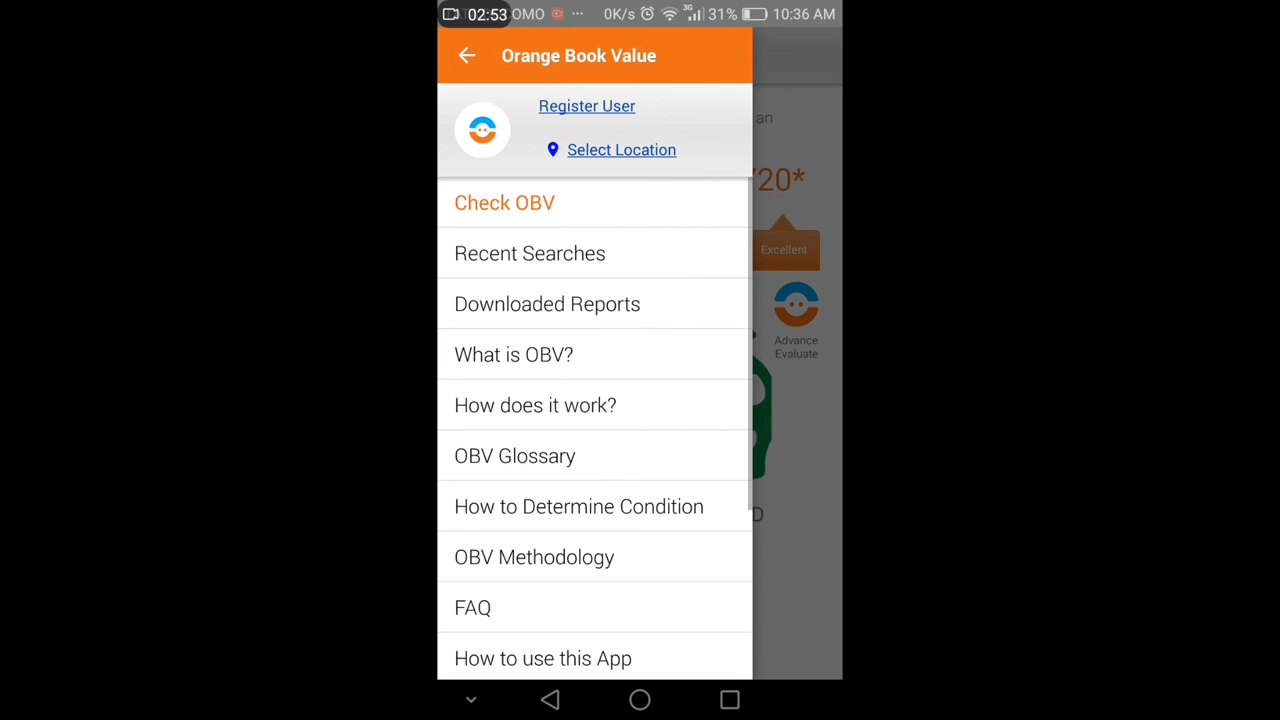 02:53 OMO ... 0K/s 3G 31% 10:36 AM
Orange Book Value
Register User
Select Location
an
Check OBV
20*
Recent Searches
Excellent
Downloaded Reports
Advance
Evaluate
What is OBV?
How does it work?
OBV Glossary
How to Determine Condition
OBV Methodology
FAQ
How to use this App